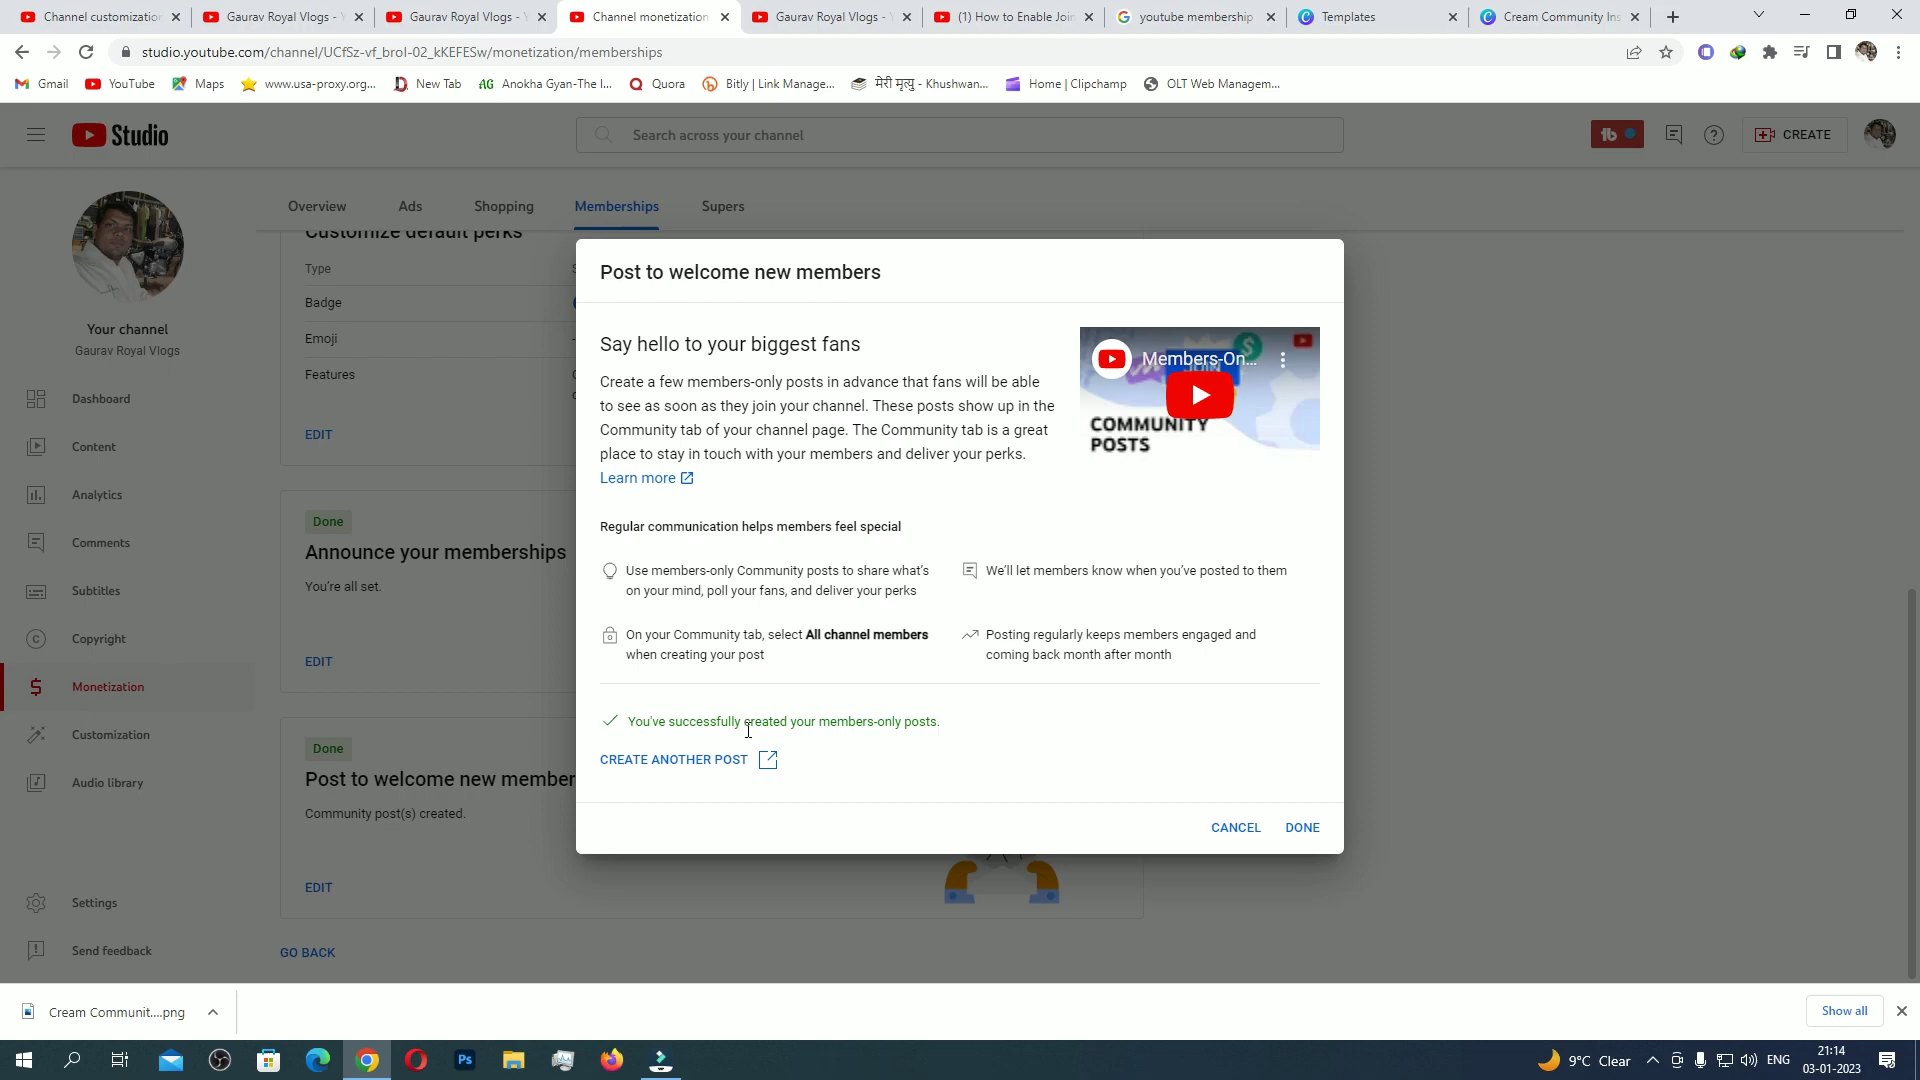 Channel customization
Gaurav Royal Vlogs - Y
Gaurav Royal Vlogs - Y
Channel monetization
Gaurav Royal Vlogs - Y
(1) How to Enable Join
youtube membership
Templates
Cream Community Ins
studio.youtube.com/channel/UCfSz-vf_broI-02_kKEFESw/monetization/memberships
Gmail
YouTube
Maps
www.usa-proxy.org...
New Tab
AG Anokha Gyan-The I...
Quora
Bitly | Link Manage...
मेरी मृत्यु - Khushwan...
Home | Clipchamp
OLT Web Managem...
Studio
Search across your channel
CREATE
Overview
Ads
Shopping
Memberships
Supers
Your channel
Gaurav Royal Vlogs
Dashboard
Content
Analytics
Comments
Subtitles
Copyright
Monetization
Customization
Audio library
Settings
Send feedback
Customize default perks
Type
Badge
Emoji
Features
EDIT
Done
Announce your memberships
You're all set.
EDIT
Done
Post to welcome new member
Community post(s) created.
EDIT
GO BACK
Post to welcome new members
Say hello to your biggest fans
Create a few members-only posts in advance that fans will be able
to see as soon as they join your channel. These posts show up in the
Community tab of your channel page. The Community tab is a great
place to stay in touch with your members and deliver your perks.
Learn more
Members-On...
JOIN
COMMUNITY
POSTS
Regular communication helps members feel special
Use members-only Community posts to share what's
on your mind, poll your fans, and deliver your perks
We'll let members know when you've posted to them
On your Community tab, select All channel members
when creating your post
Posting regularly keeps members engaged and
coming back month after month
You've successfully created your members-only posts.
CREATE ANOTHER POST
CANCEL
DONE
Cream Communit....png
Show all
Ps
9°C Clear
ENG
21:14
03-01-2023